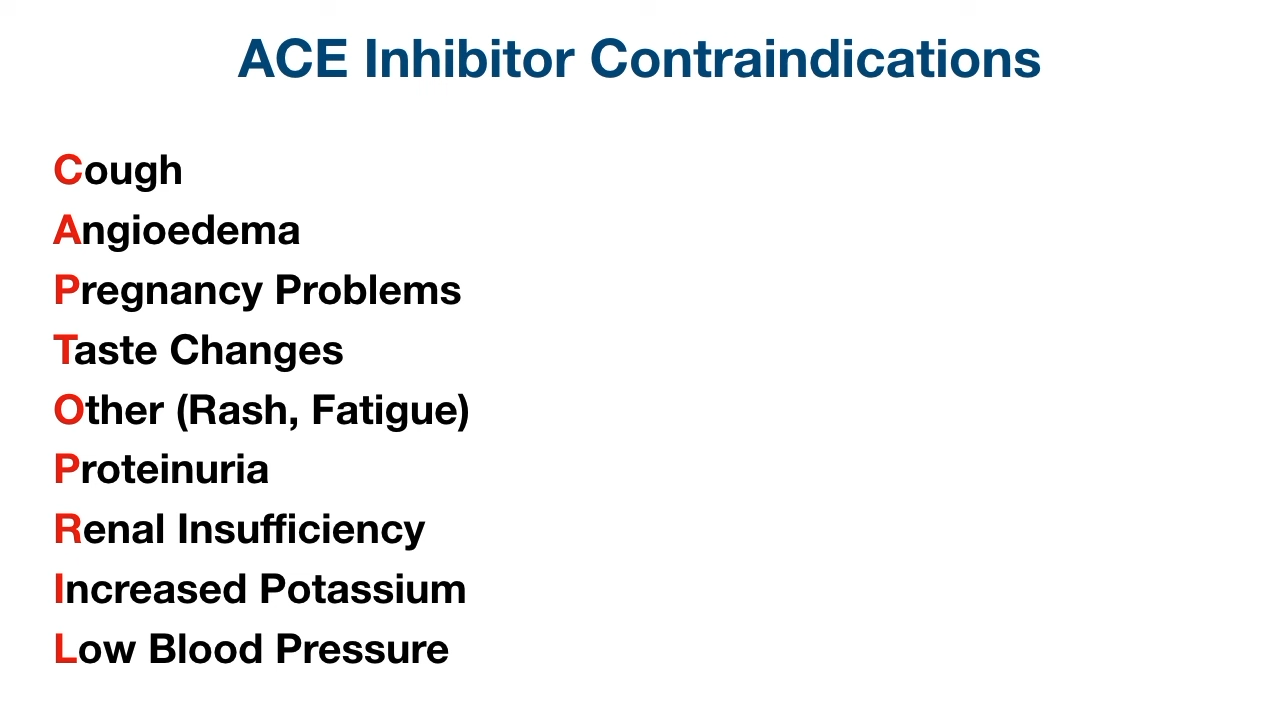 ACE Inhibitor Contraindications
Cough
Angioedema
Pregnancy Problems
Taste Changes
Other (Rash, Fatigue)
Proteinuria
Renal Insufficiency
Increased Potassium
Low Blood Pressure